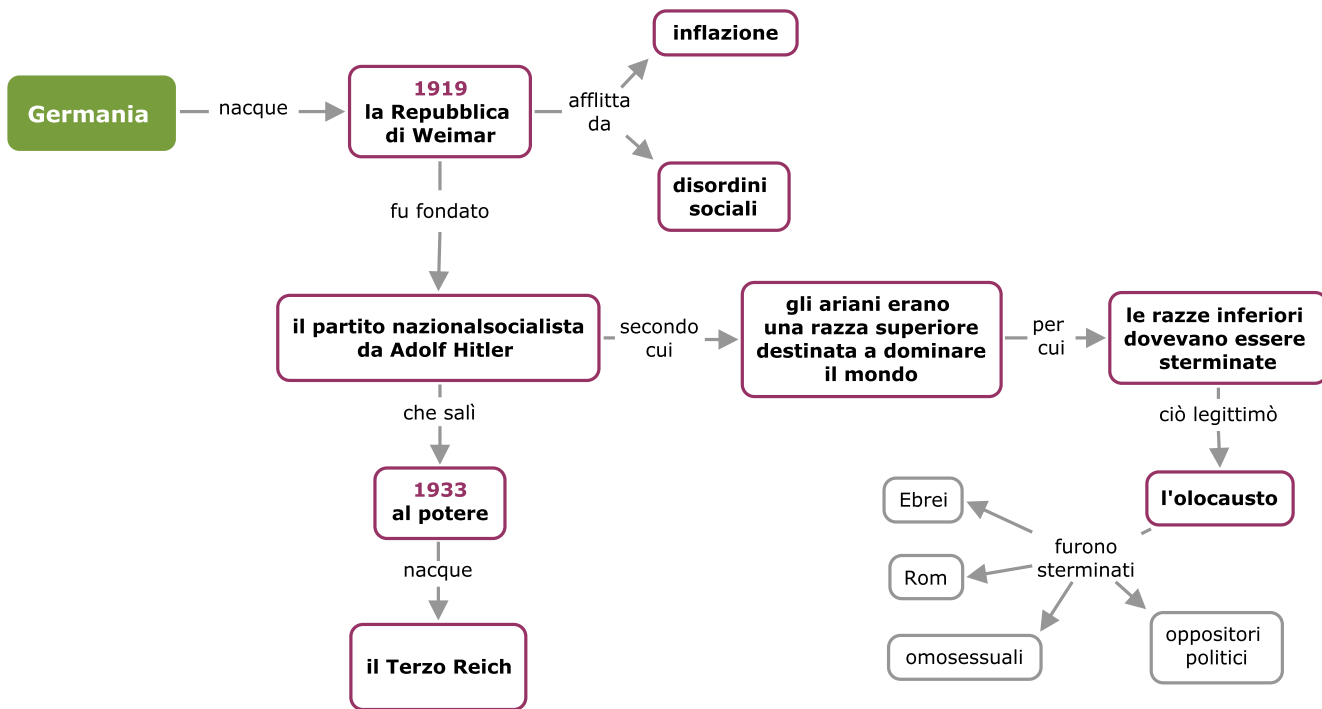 Germania
nacque
1919
la Repubblica
di Weimar
afflitta
da
inflazione
disordini
sociali
fu fondato
il partito nazionalsocialista
da Adolf Hitler
secondo
cui
gli ariani erano
una razza superiore
destinata a dominare
il mondo
per
cui
le razze inferiori
dovevano essere
sterminate
ciò legittimò
l'olocausto
furono
sterminati
Ebrei
Rom
omosessuali
oppositori
politici
che salì
1933
al potere
nacque
il Terzo Reich